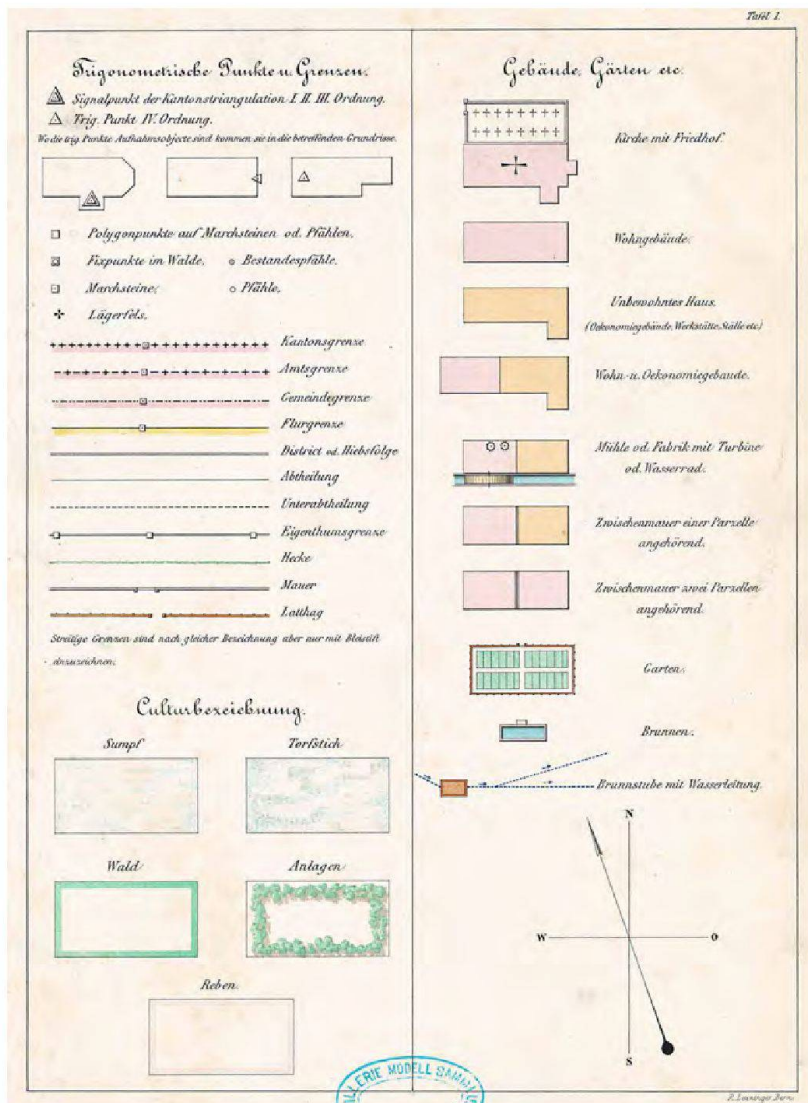 Tafel I.
Trigonometrische Punkte u. Grenzen.
Signalpunkt der Kantonstriangulation I. II. III. Ordnung.
Trig. Punkt IV. Ordnung.
Wo die trig. Punkte Aufnahmsobjecte sind kommen sie in die betreffenden Grundrisse.
Polygonpunkte auf Marchsteinen od. Pfählen.
Fixpunkte im Walde.
Bestandespfähle.
Marchsteine.
Pfähle.
Lägerfels.
Kantonsgrenze
Amtsgrenze
Gemeindegrenze
Flurgrenze
District od. Hiebsfolge
Abtheilung
Unterabtheilung
Eigenthumsgrenze
Hecke
Mauer
Latthag
Streitige Grenzen sind nach gleicher Bezeichnung aber nur mit Bleistift
einzuzeichnen.
Culturbezeichnung.
Sumpf
Torfstich
Wald
Anlagen
Reben.
Gebäude, Gärten etc.
Kirche mit Friedhof.
Wohngebäude.
Unbewohntes Haus.
(Oekonomiegebäude, Werkstätte, Ställe etc)
Wohn- u. Oekonomiegebäude.
Mühle od. Fabrik mit Turbine
od. Wasserrad.
Zwischenmauer einer Parzelle
angehörend.
Zwischenmauer zwei Parzellen
angehörend.
Garten.
Brunnen.
Brunnstube mit Wasserleitung.
N
W
O
S
MODELL
Bern.